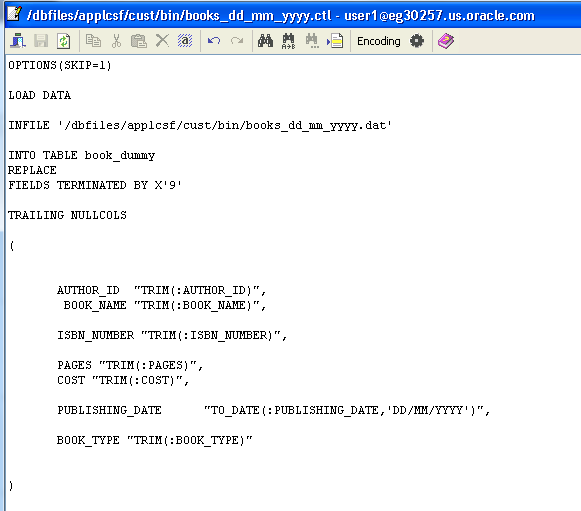 /dbfiles/applcsf/cust/bin/books_dd_mm_yyyy.ctl - user1@eg30257.us.oracle.com
Encoding
OPTIONS(SKIP=1)
LOAD DATA
INFILE '/dbfiles/applcsf/cust/bin/books_dd_mm_yyyy.dat'
INTO TABLE book_dummy
REPLACE
FIELDS TERMINATED BY X'9'
TRAILING NULLCOLS
(
AUTHOR_ID "TRIM(:AUTHOR_ID)",
BOOK_NAME "TRIM(:BOOK_NAME)",
ISBN_NUMBER "TRIM(:ISBN_NUMBER)",
PAGES "TRIM(:PAGES)",
COST "TRIM(:COST)",
PUBLISHING_DATE "TO_DATE(:PUBLISHING_DATE,'DD/MM/YYYY')",
BOOK_TYPE "TRIM(:BOOK_TYPE)"
)